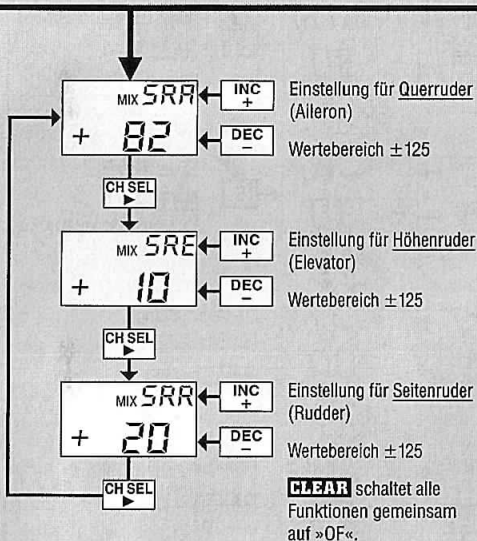 MIX SRA
+ 82
INC
+
DEC
–
Einstellung für Querruder
(Aileron)
Wertebereich ±125
CH SEL
▶
MIX SRE
+ 10
INC
+
DEC
–
Einstellung für Höhenruder
(Elevator)
Wertebereich ±125
CH SEL
▶
MIX SRR
+ 20
INC
+
DEC
–
Einstellung für Seitenruder
(Rudder)
Wertebereich ±125
CH SEL
▶
CLEAR schaltet alle
Funktionen gemeinsam
auf »OF«.